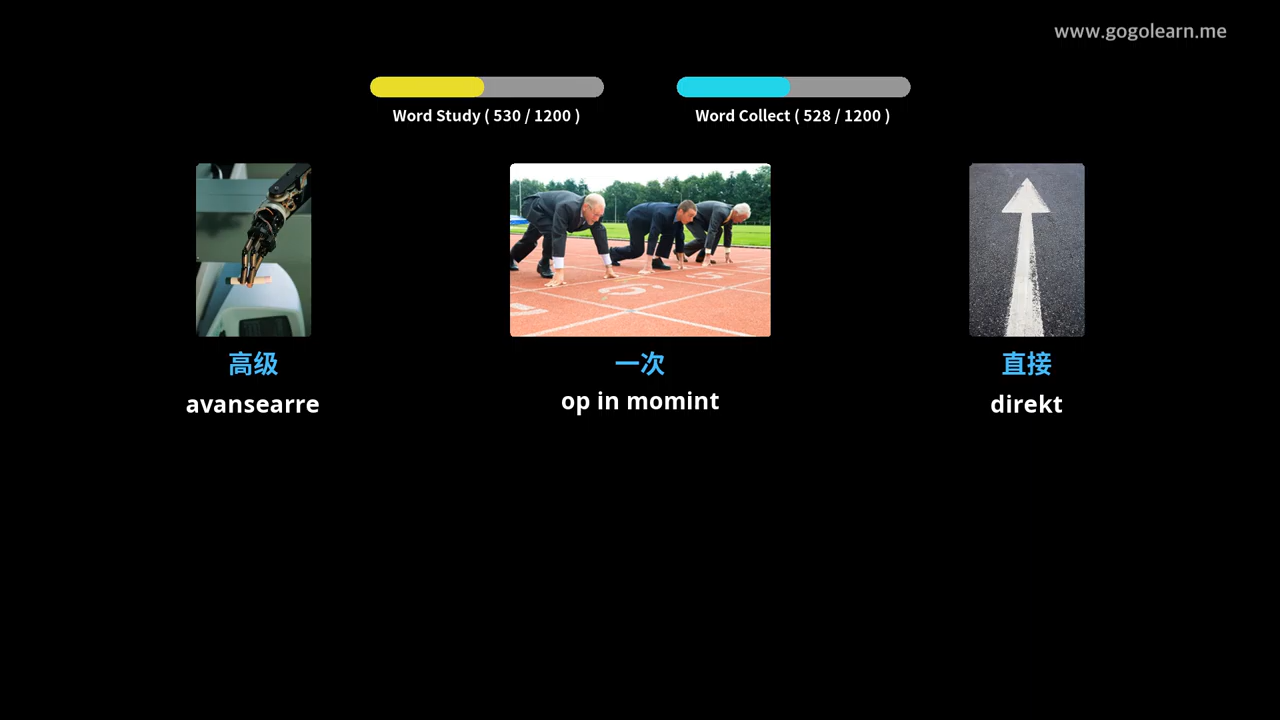 www.gogolearn.me
Word Study ( 530 / 1200 )
Word Collect ( 528 / 1200 )
高级
avansearre
一次
op in momint
直接
direkt